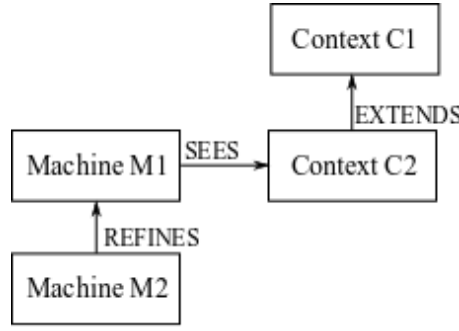 Context C1
EXTENDS
Machine M1
SEES
Context C2
REFINES
Machine M2